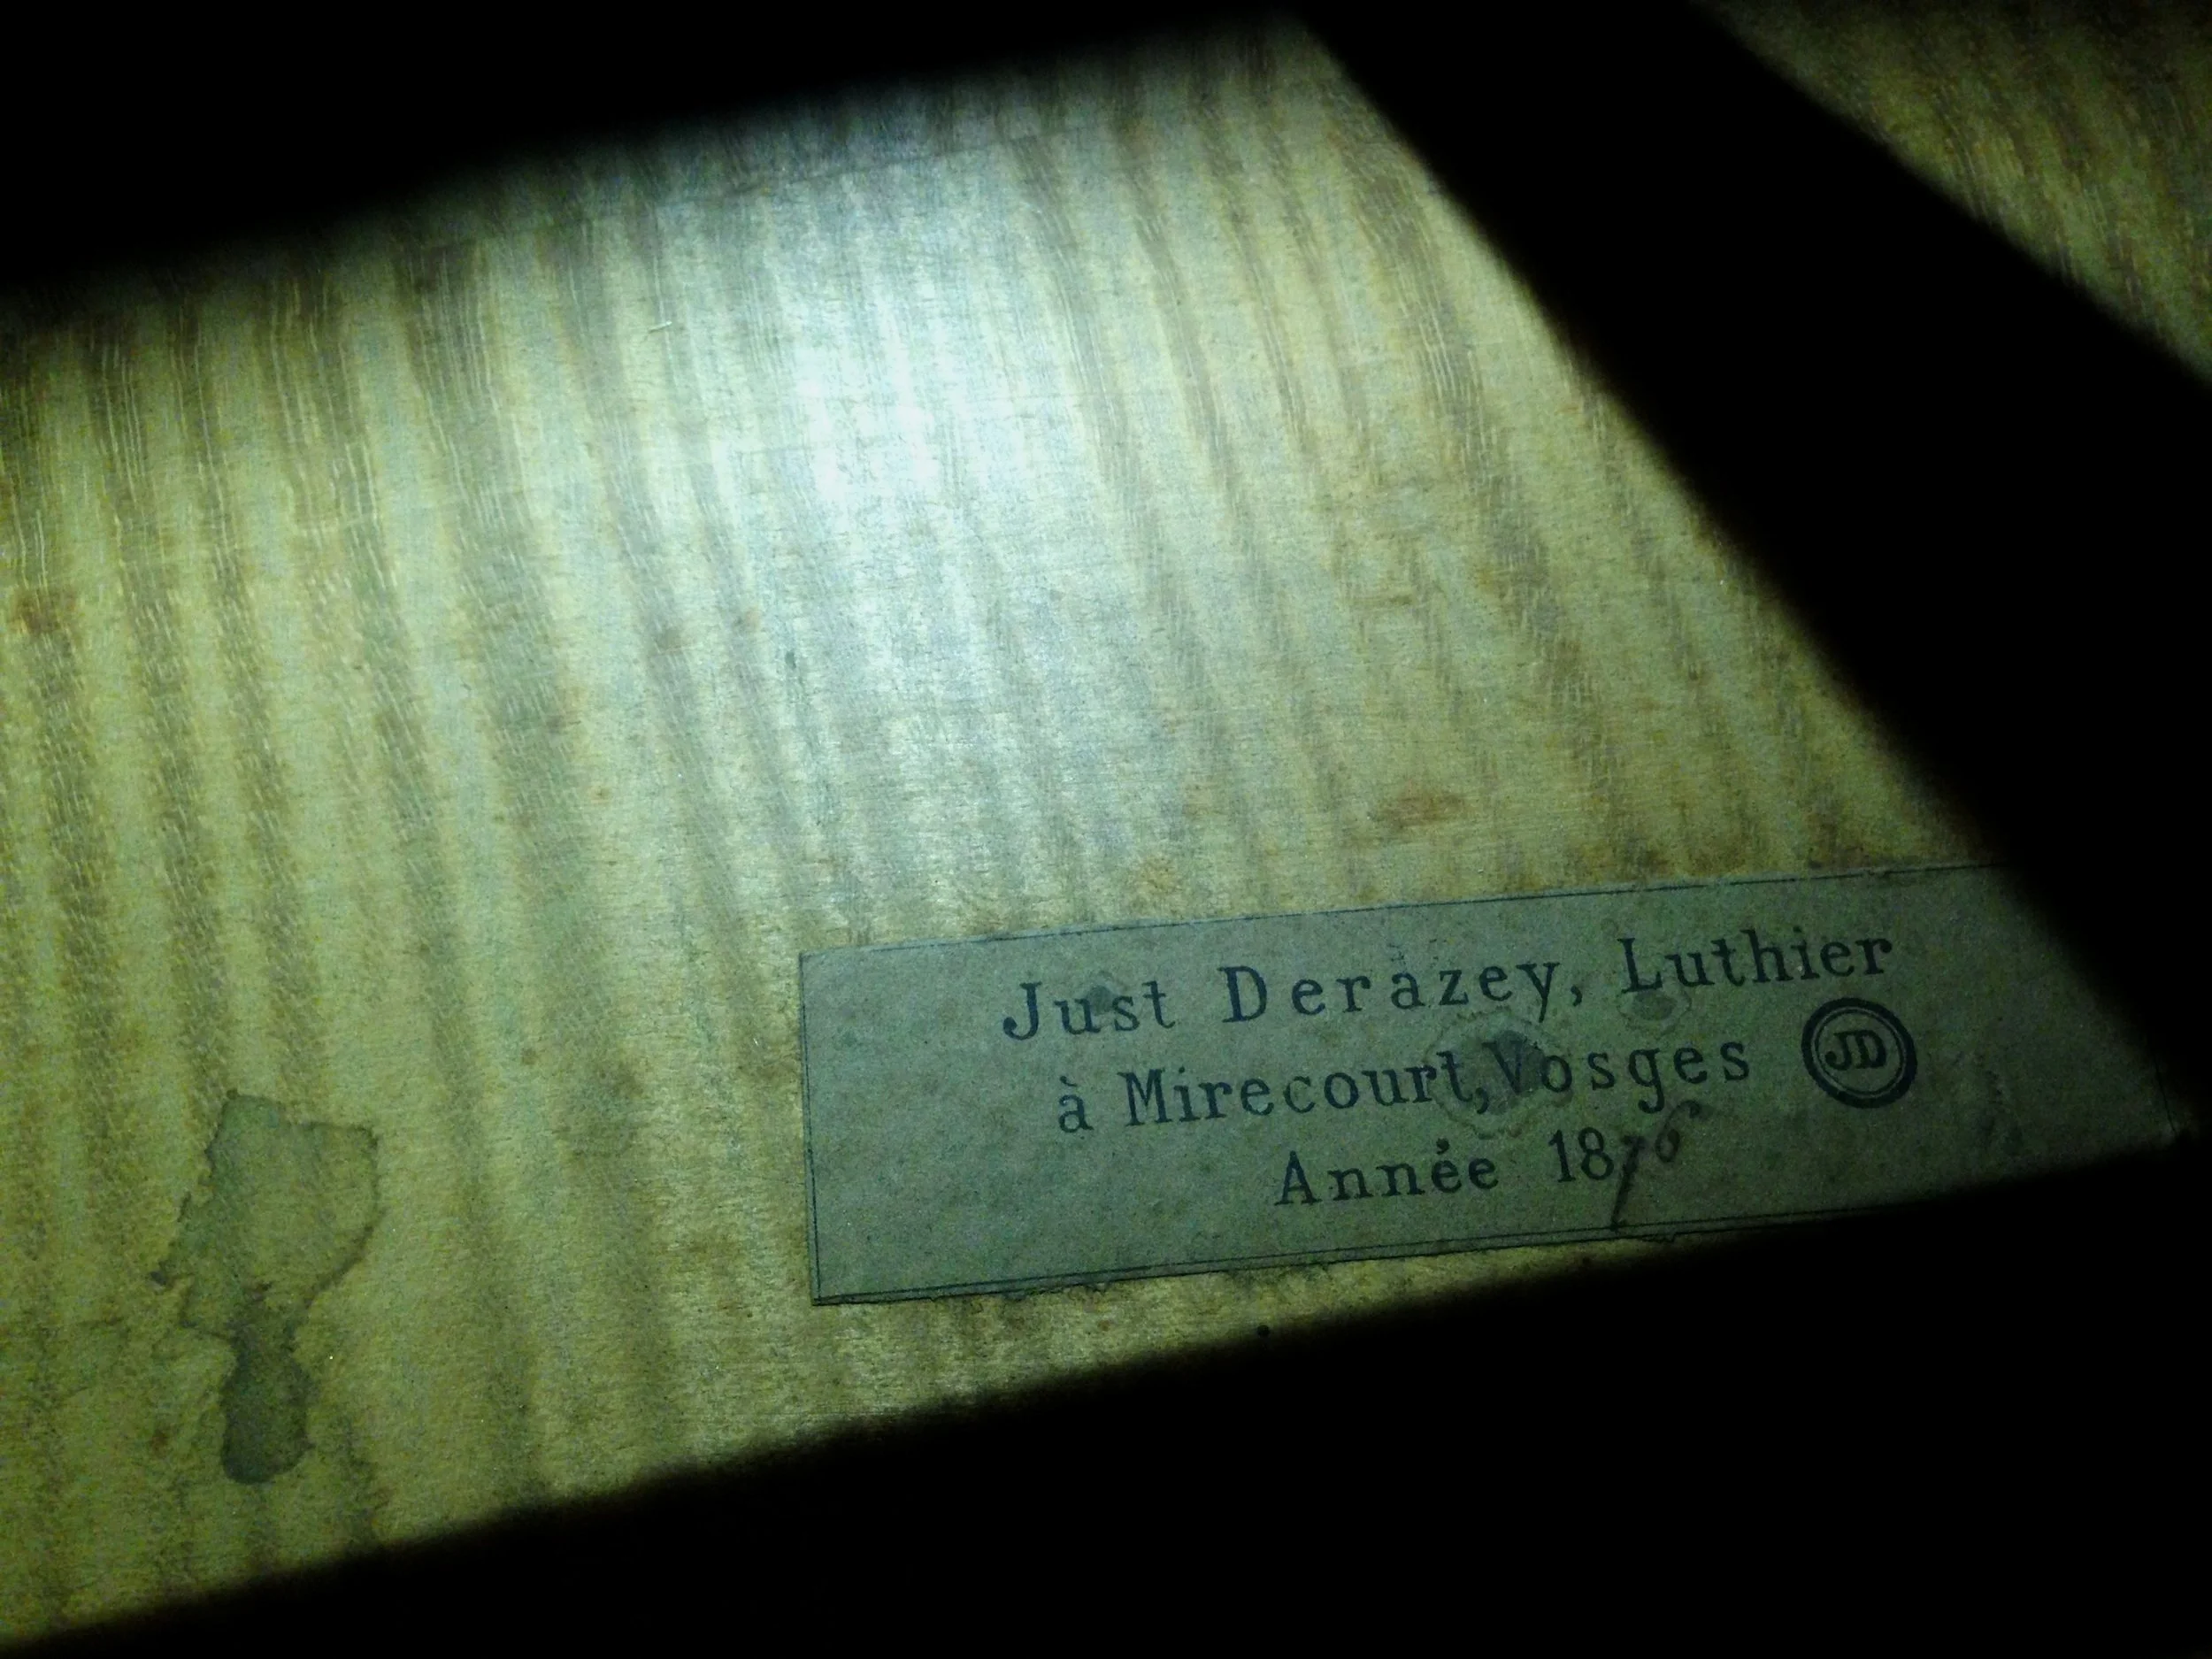 Just Derazey, Luthier
à Mirecourt, Vosges JD
Année 1876